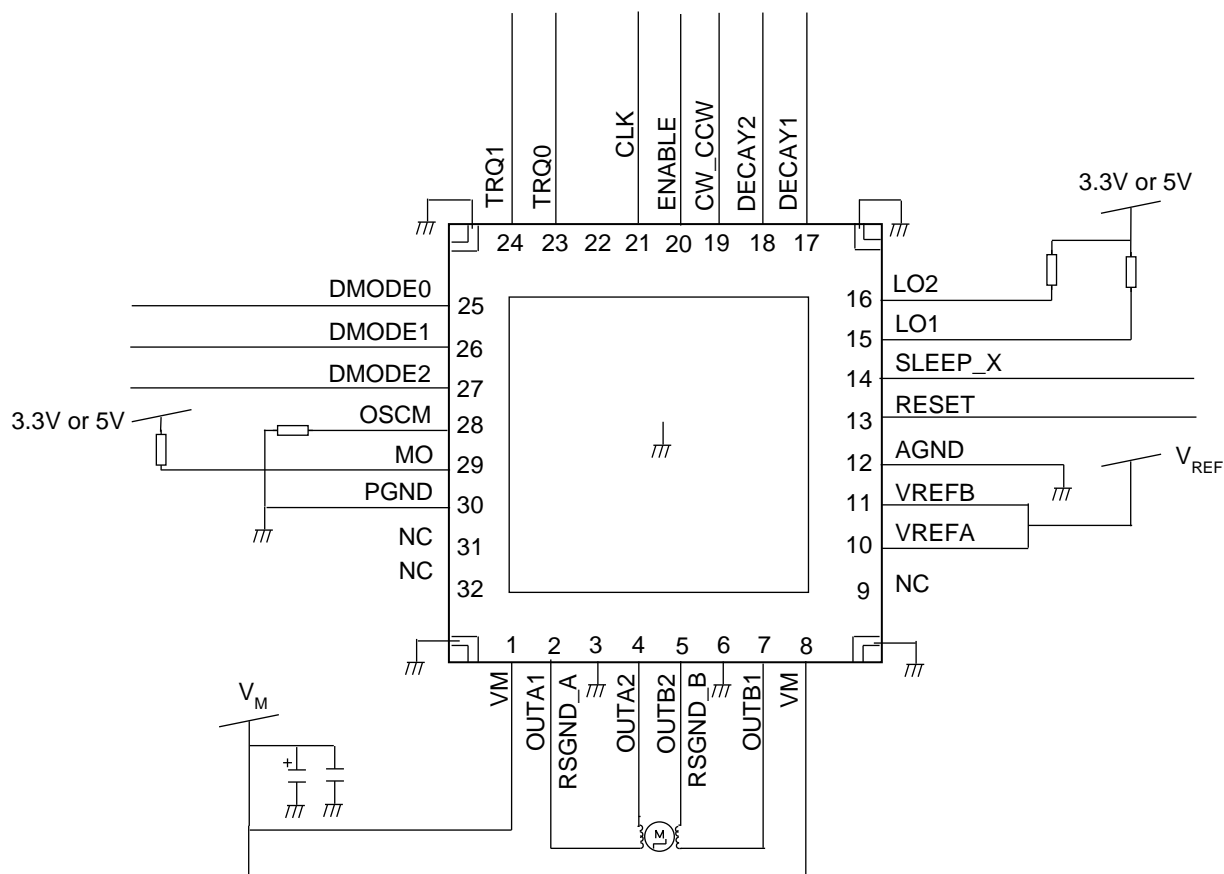 TRQ1
TRQ0
CLK
ENABLE
CW_CCW
DECAY2
DECAY1
24 23 22 21 20 19 18 17
3.3V or 5V
DMODE0 25
DMODE1 26
DMODE2 27
3.3V or 5V
OSCM 28
MO 29
PGND 30
NC 31
NC 32
16 LO2
15 LO1
14 SLEEP_X
13 RESET
12 AGND
VREF
11 VREFB
10 VREFA
9 NC
1 2 3 4 5 6 7 8
VM
OUTA1
RSGND_A
OUTA2
OUTB2
RSGND_B
OUTB1
VM
VM
+
M